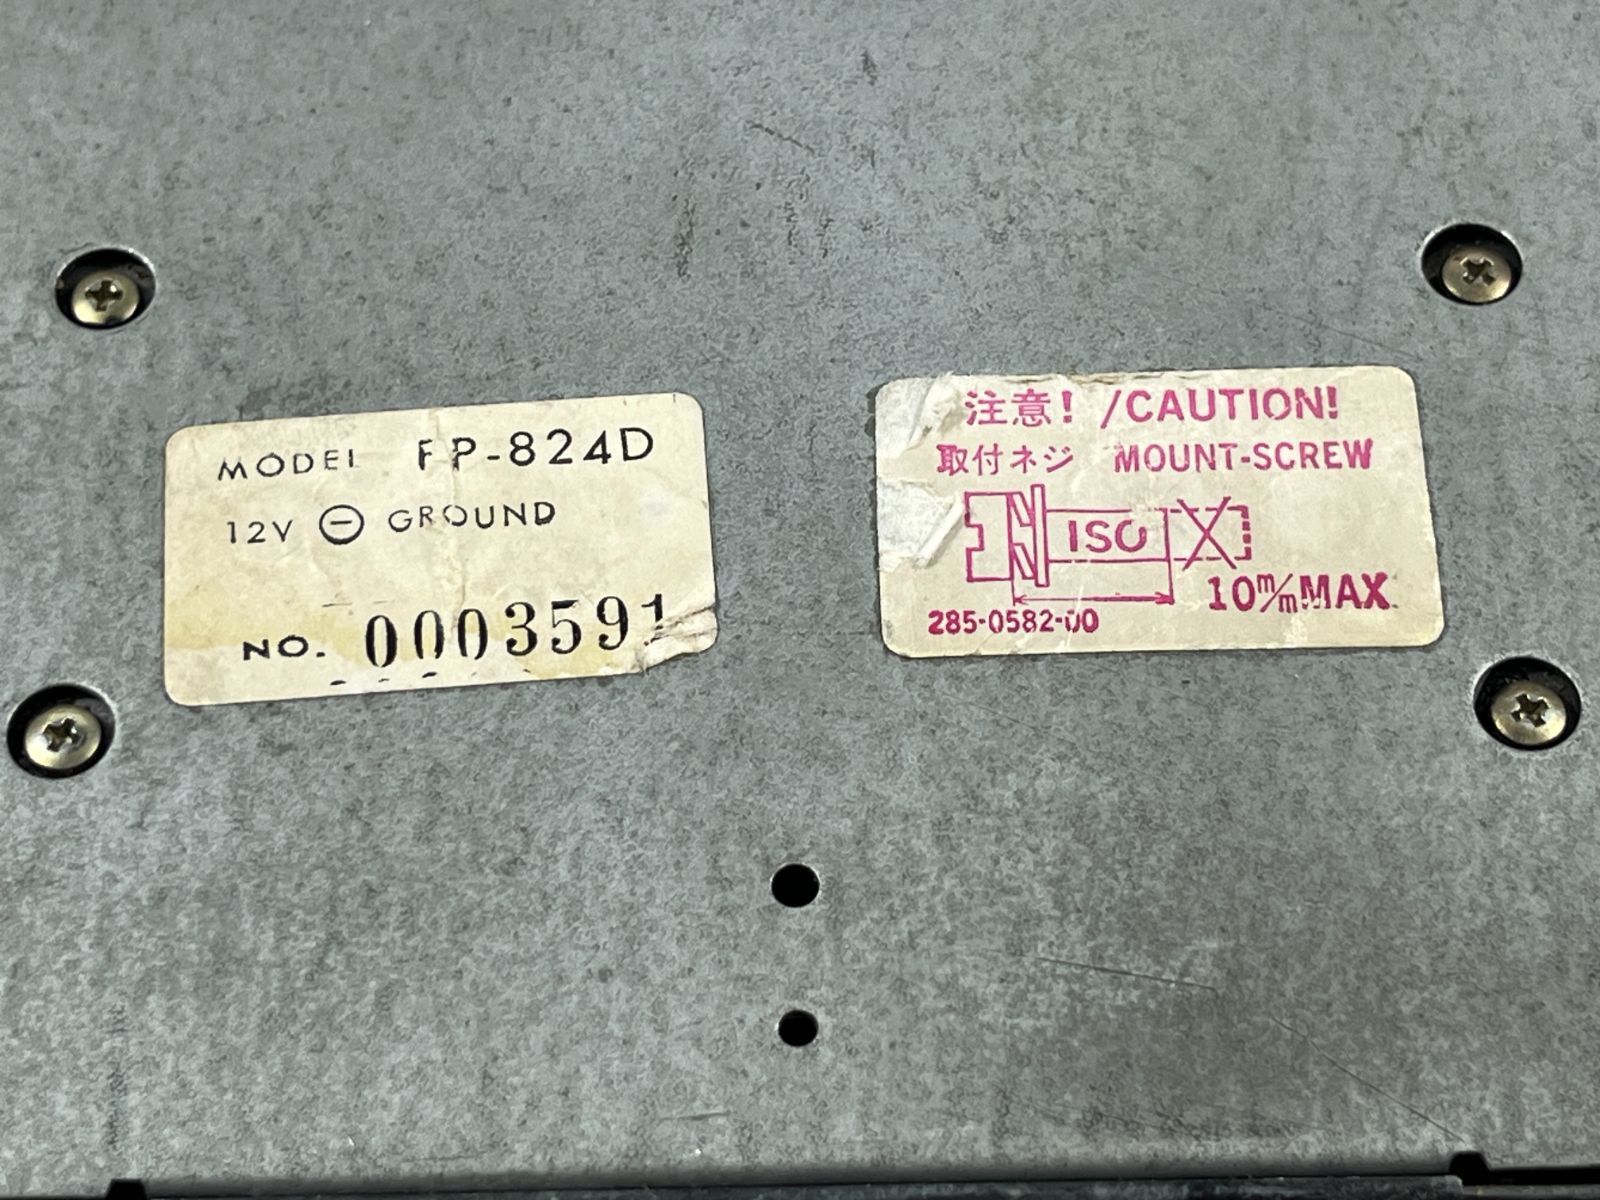 MODEL FP-824D
12V ⊖ GROUND
NO. 0003591
注意! /CAUTION!
取付ネジ MOUNT-SCREW
ISO
10m/mMAX.
285-0582-00